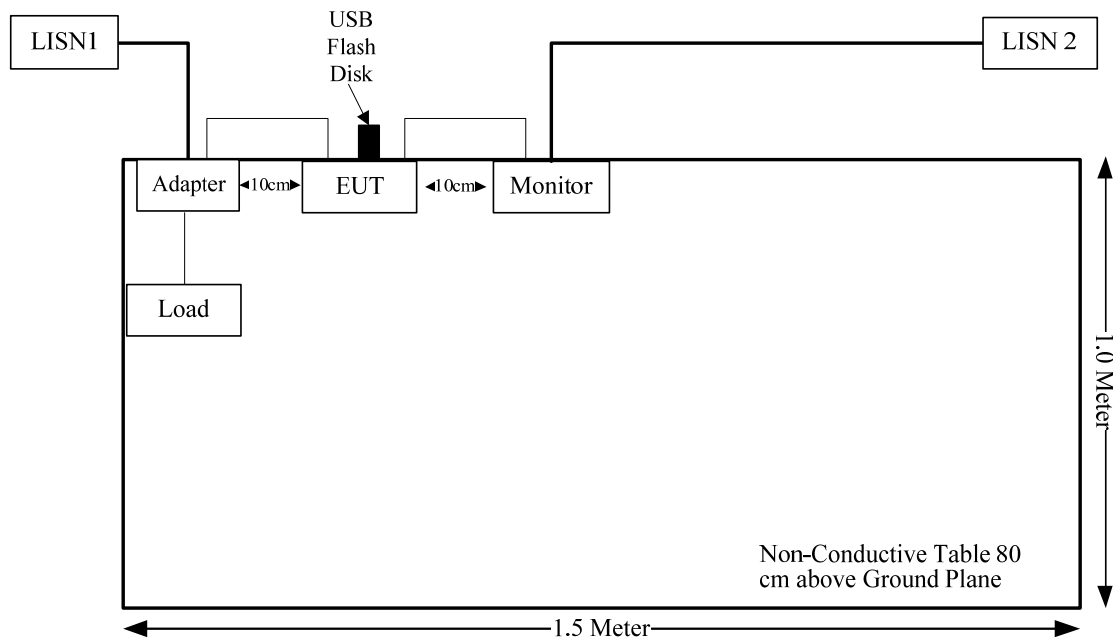 USB
Flash
Disk
LISN1
LISN 2
Adapter
10cm
EUT
10cm
Monitor
Load
1.0 Meter
Non-Conductive Table 80
cm above Ground Plane
1.5 Meter